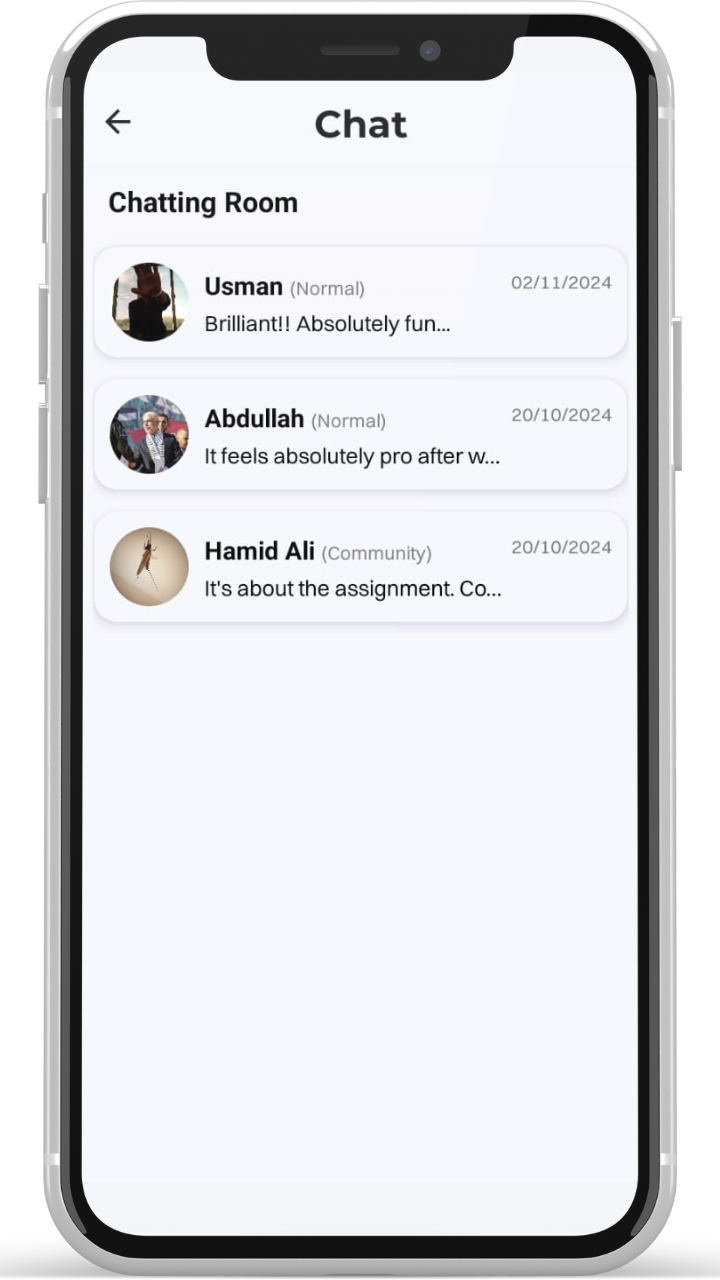 Chat
Chatting Room
Usman (Normal) 02/11/2024
Brilliant!! Absolutely fun...
Abdullah (Normal) 20/10/2024
It feels absolutely pro after w...
Hamid Ali (Community) 20/10/2024
It's about the assignment. Co...